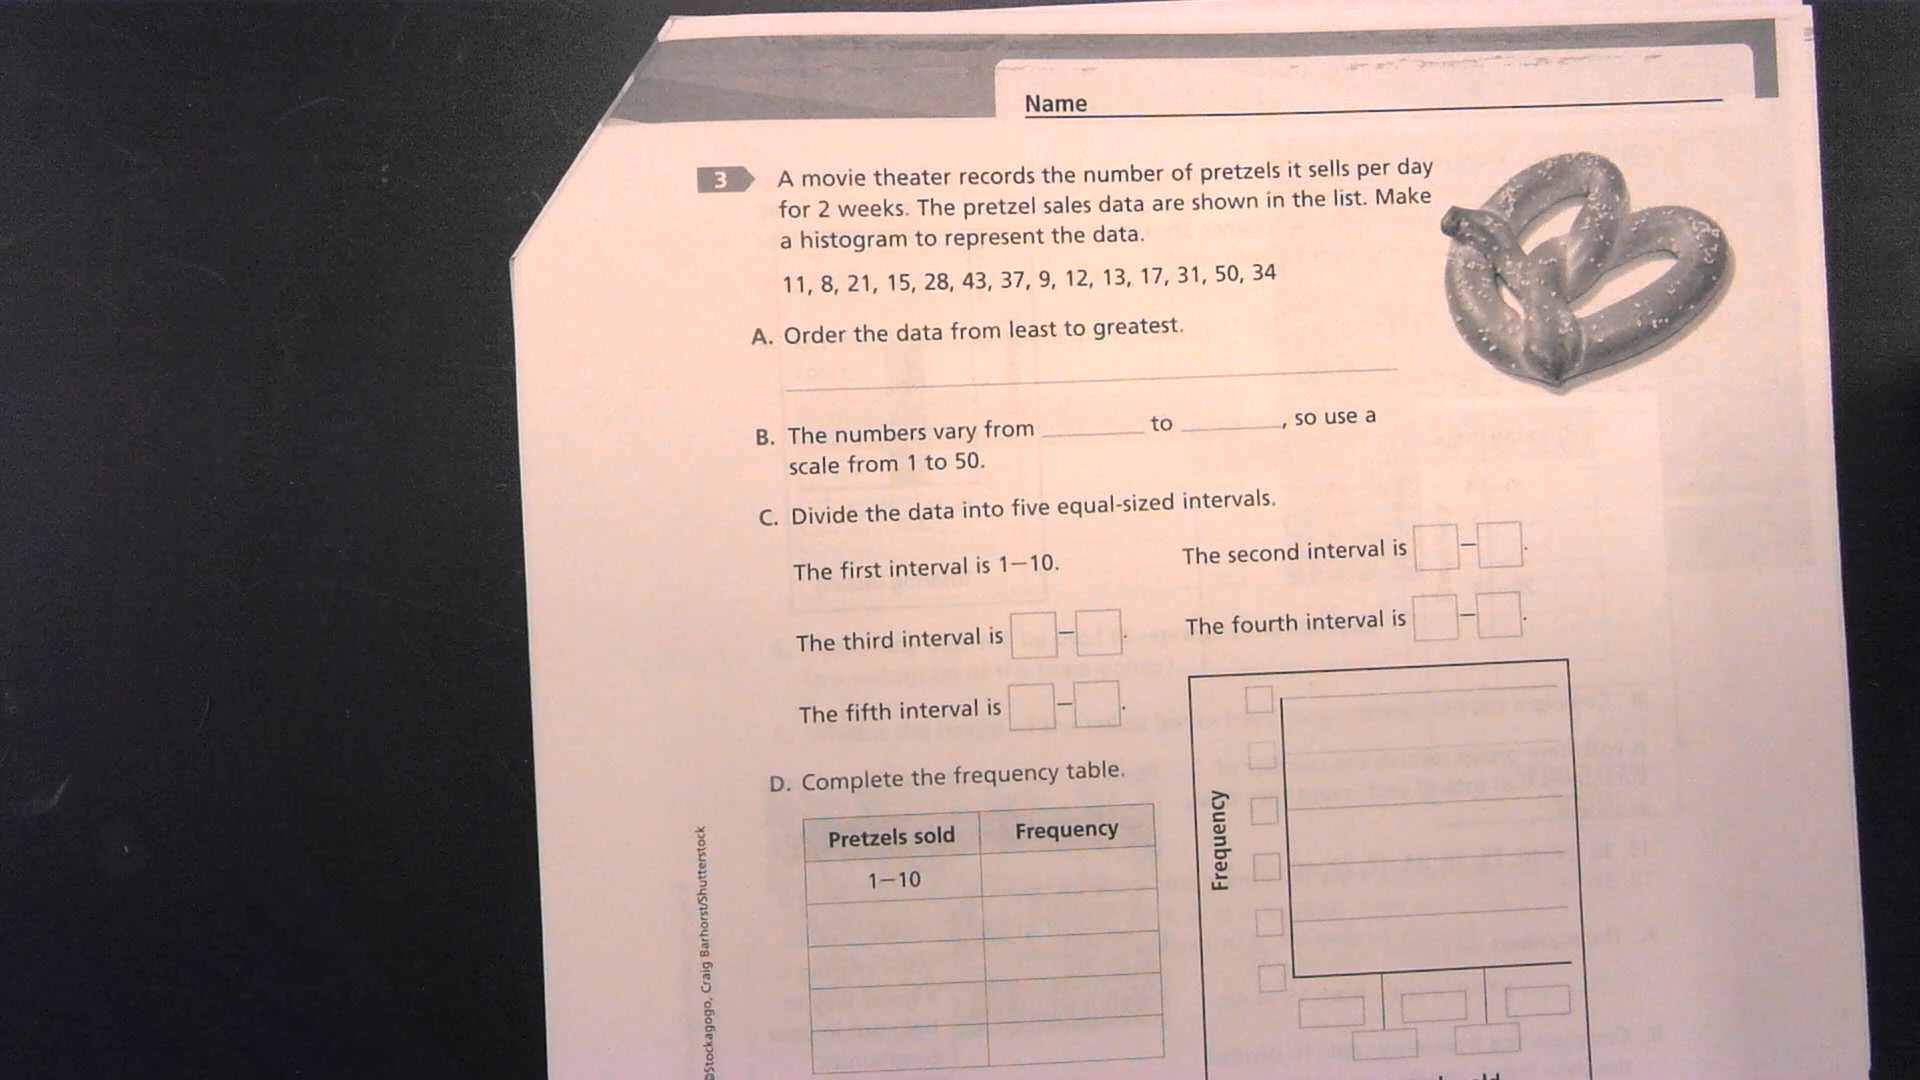 Name
3
A movie theater records the number of pretzels it sells per day
for 2 weeks. The pretzel sales data are shown in the list. Make
a histogram to represent the data.
11, 8, 21, 15, 28, 43, 37, 9, 12, 13, 17, 31, 50, 34
A. Order the data from least to greatest.
B. The numbers vary from ________ to ________, so use a
scale from 1 to 50.
C. Divide the data into five equal-sized intervals.
The first interval is 1–10. The second interval is –.
The third interval is –. The fourth interval is –.
The fifth interval is –.
D. Complete the frequency table.
Pretzels sold Frequency
1–10
Frequency
©Stockagogo, Craig Barhorst/Shutterstock